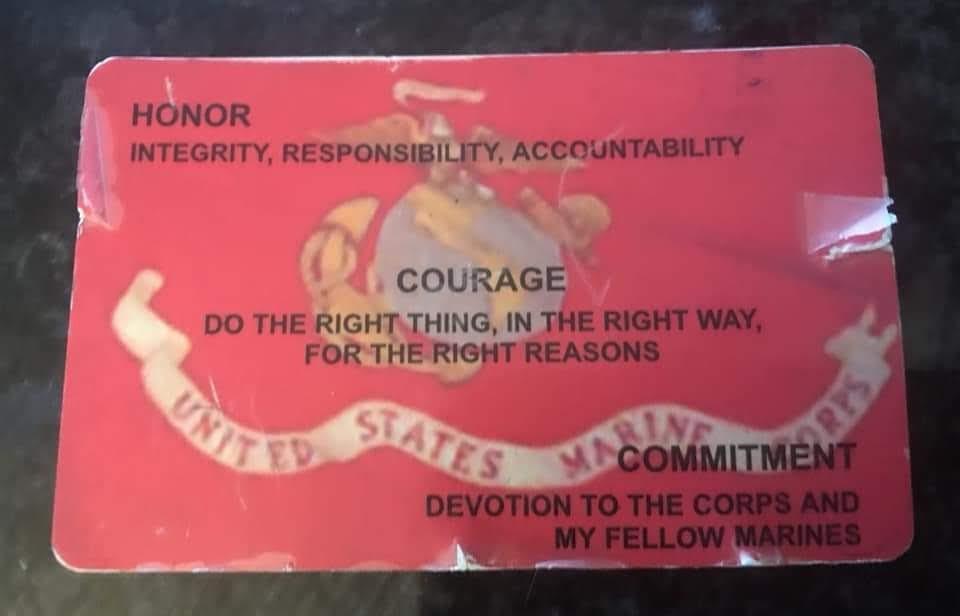 HONOR
INTEGRITY, RESPONSIBILITY, ACCOUNTABILITY
COURAGE
DO THE RIGHT THING, IN THE RIGHT WAY,
FOR THE RIGHT REASONS
UNITED STATES MARINE CORPS
COMMITMENT
DEVOTION TO THE CORPS AND
MY FELLOW MARINES